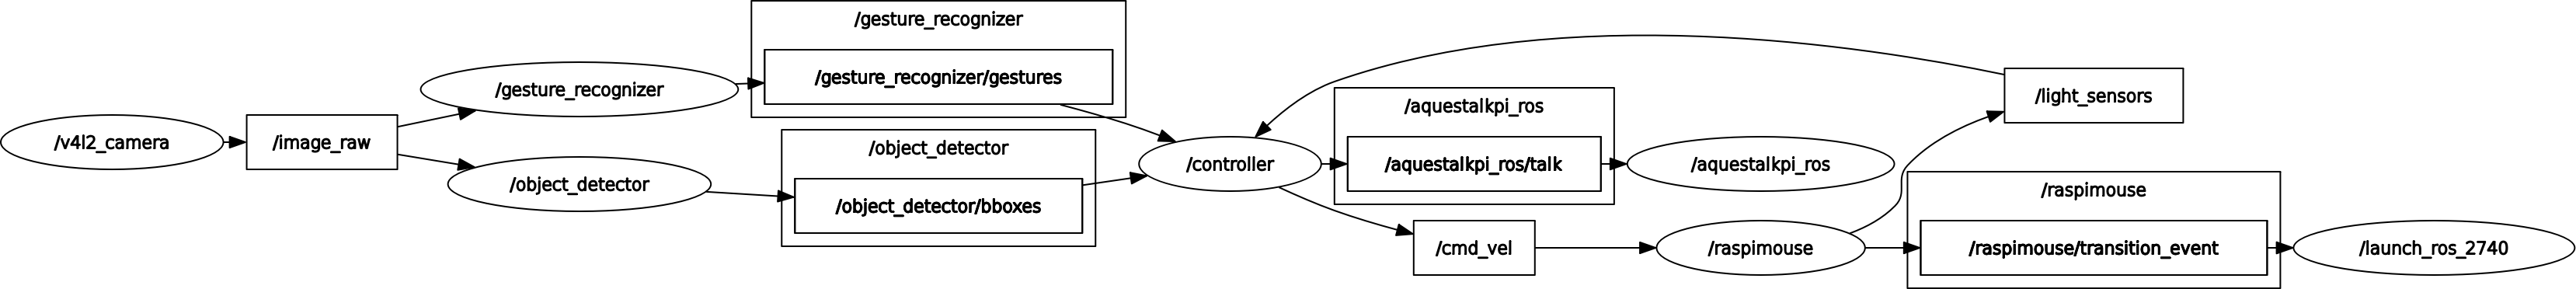 /v4l2_camera
/image_raw
/gesture_recognizer
/object_detector
/gesture_recognizer
/gesture_recognizer/gestures
/object_detector
/object_detector/bboxes
/controller
/aquestalkpi_ros
/aquestalkpi_ros/talk
/cmd_vel
/aquestalkpi_ros
/raspimouse
/light_sensors
/raspimouse
/raspimouse/transition_event
/launch_ros_2740